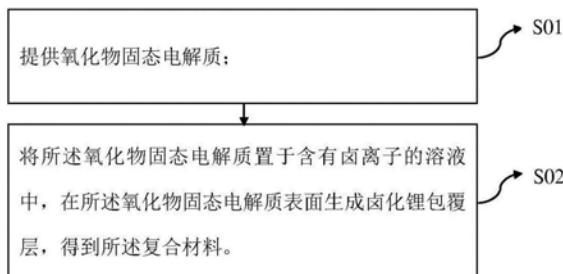 提供氧化物固态电解质；
S01
将所述氧化物固态电解质置于含有卤离子的溶液
中，在所述氧化物固态电解质表面生成卤化锂包覆
层，得到所述复合材料。
S02